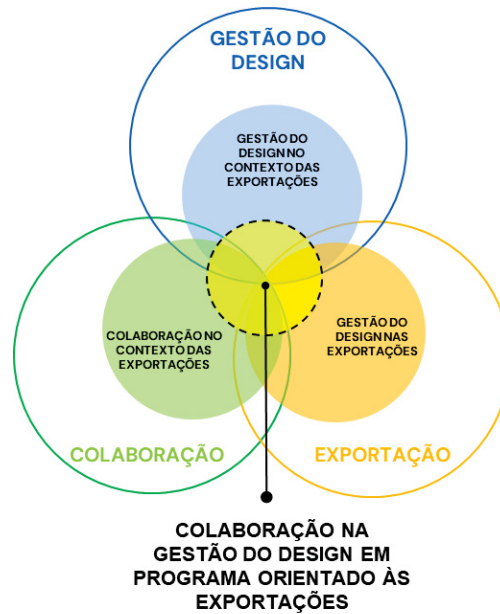 GESTÃO DO
DESIGN
GESTÃO DO
DESIGN NO
CONTEXTO DAS
EXPORTAÇÕES
COLABORAÇÃO NO
CONTEXTO DAS
EXPORTAÇÕES
GESTÃO DO
DESIGN NAS
EXPORTAÇÕES
COLABORAÇÃO
EXPORTAÇÃO
COLABORAÇÃO NA
GESTÃO DO DESIGN EM
PROGRAMA ORIENTADO ÀS
EXPORTAÇÕES